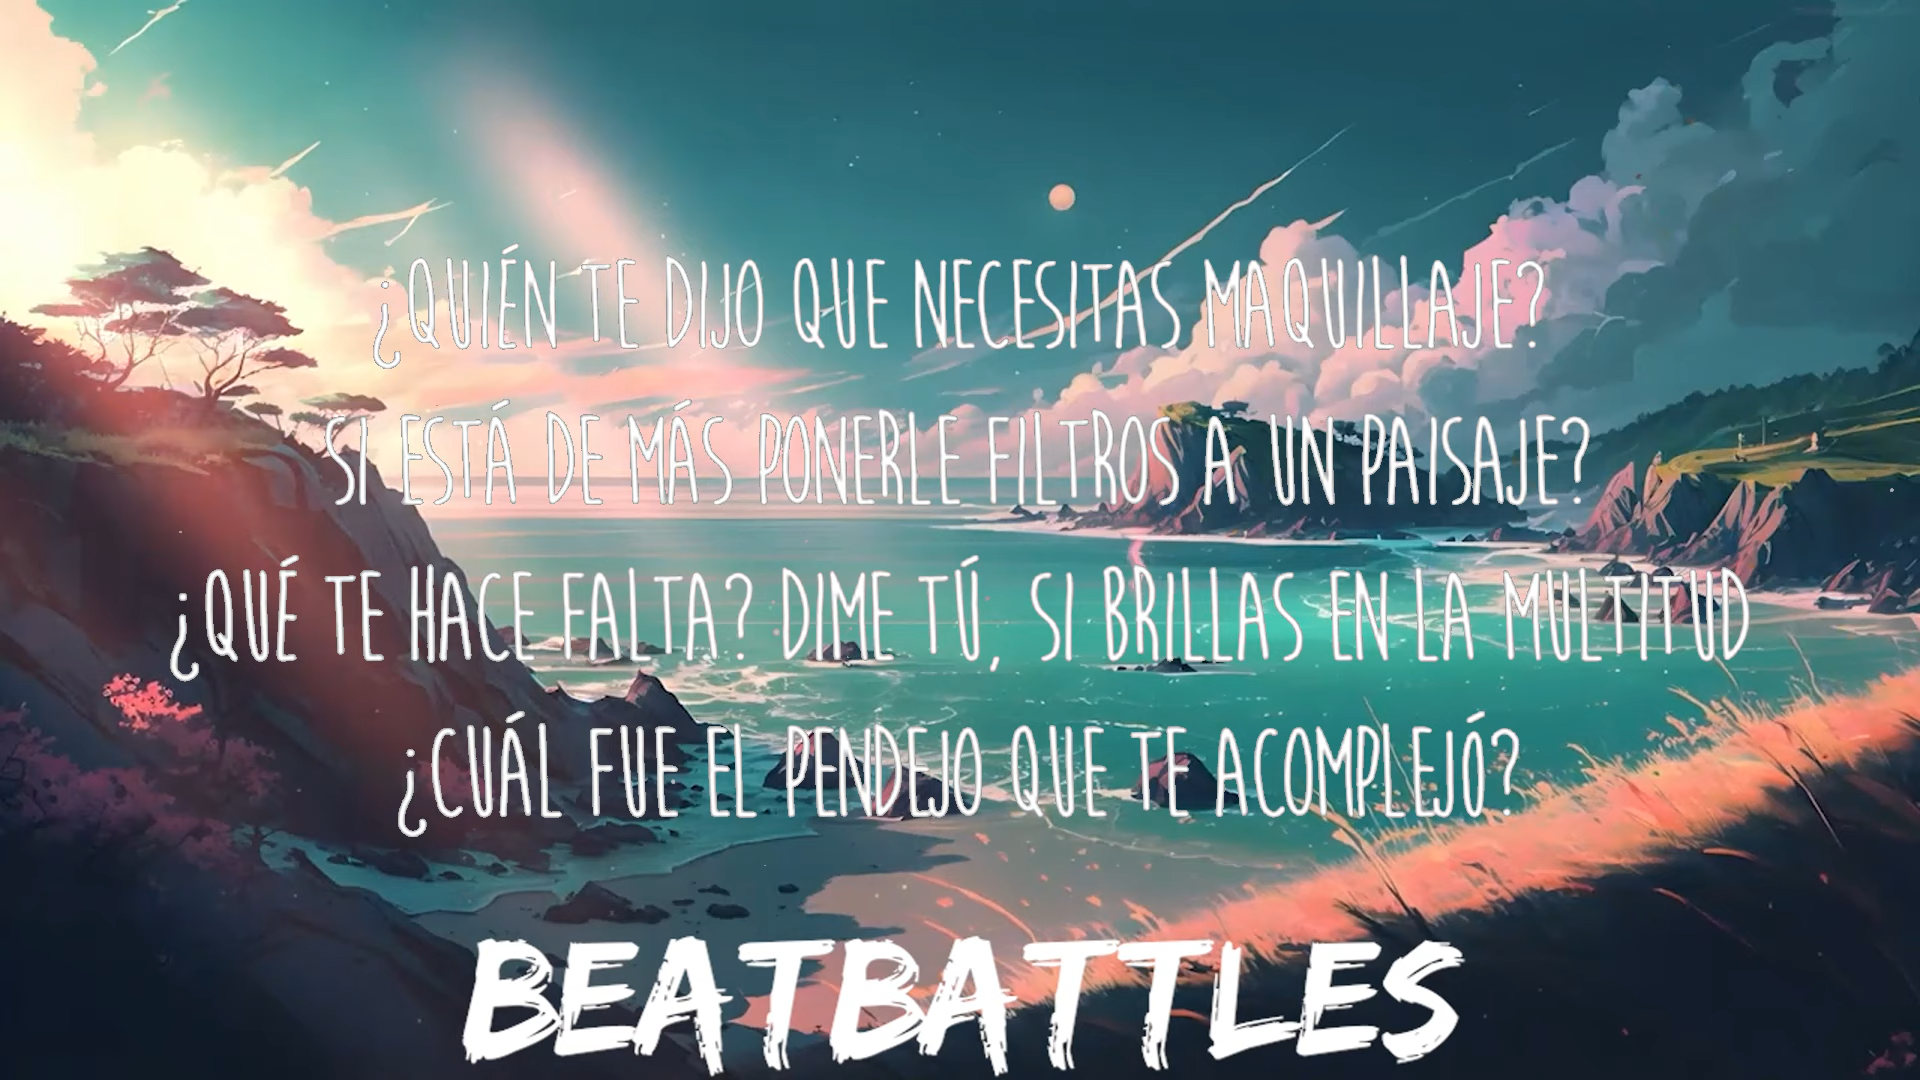 ¿QUIÉN TE DIJO QUE NECESITAS MAQUILLAJE?
SI ESTÁ DE MÁS PONERLE FILTROS A UN PAISAJE?
¿QUÉ TE HACE FALTA? DIME TÚ, SI BRILLAS EN LA MULTITUD
¿CUÁL FUE EL PENDEJO QUE TE ACOMPLEJÓ?
BEATBATTLES